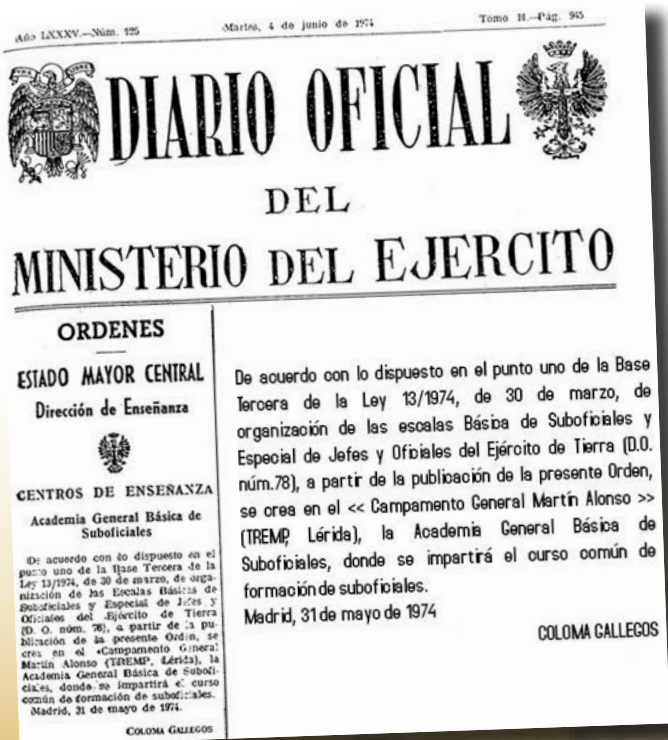 Año LXXXV.—Núm. 125
Martes, 4 de junio de 1974
Tomo II.—Pág. 945
DIARIO OFICIAL
DEL
MINISTERIO DEL EJERCITO
ORDENES
ESTADO MAYOR CENTRAL
Dirección de Enseñanza
CENTROS DE ENSEÑANZA
Academia General Básica de
Suboficiales
De acuerdo con lo dispuesto en el
punto uno de la Base Tercera de la
Ley 13/1974, de 30 de marzo, de orga-
nización de las Escalas Básicas de
Suboficiales y Especial de Jefes y
Oficiales del Ejército de Tierra
(D. O. núm. 78), a partir de la pu-
blicación de la presente Orden, se
crea en el «Campamento General
Martín Alonso (TREMP, Lérida), la
Academia General Básica de Subofi-
ciales, donde se impartirá el curso
común de formación de suboficiales.
Madrid, 31 de mayo de 1974.
COLOMA GALLEGOS
De acuerdo con lo dispuesto en el punto uno de la Base
Tercera de la Ley 13/1974, de 30 de marzo, de
organización de las escalas Básica de Suboficiales y
Especial de Jefes y Oficiales del Ejército de Tierra (D.O.
núm.78), a partir de la publicación de la presente Orden,
se crea en el << Campamento General Martín Alonso >>
(TREMP, Lérida), la Academia General Básica de
Suboficiales, donde se impartirá el curso común de
formación de suboficiales.
Madrid, 31 de mayo de 1974
COLOMA GALLEGOS